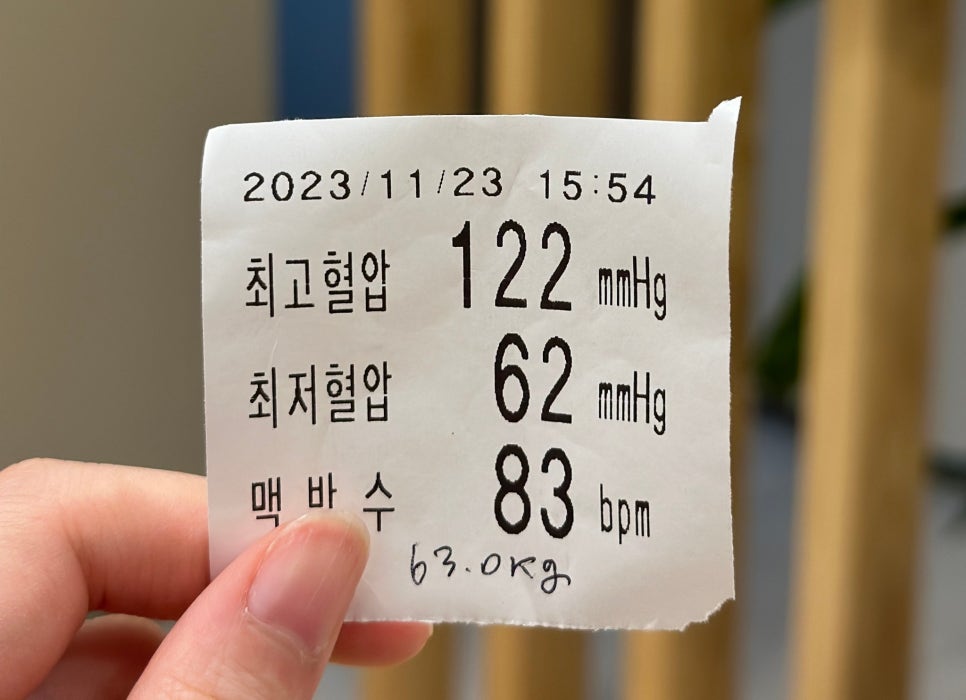 2023/11/23 15:54
최고혈압 122 mmHg
최저혈압 62 mmHg
맥박수 83 bpm
63.0kg